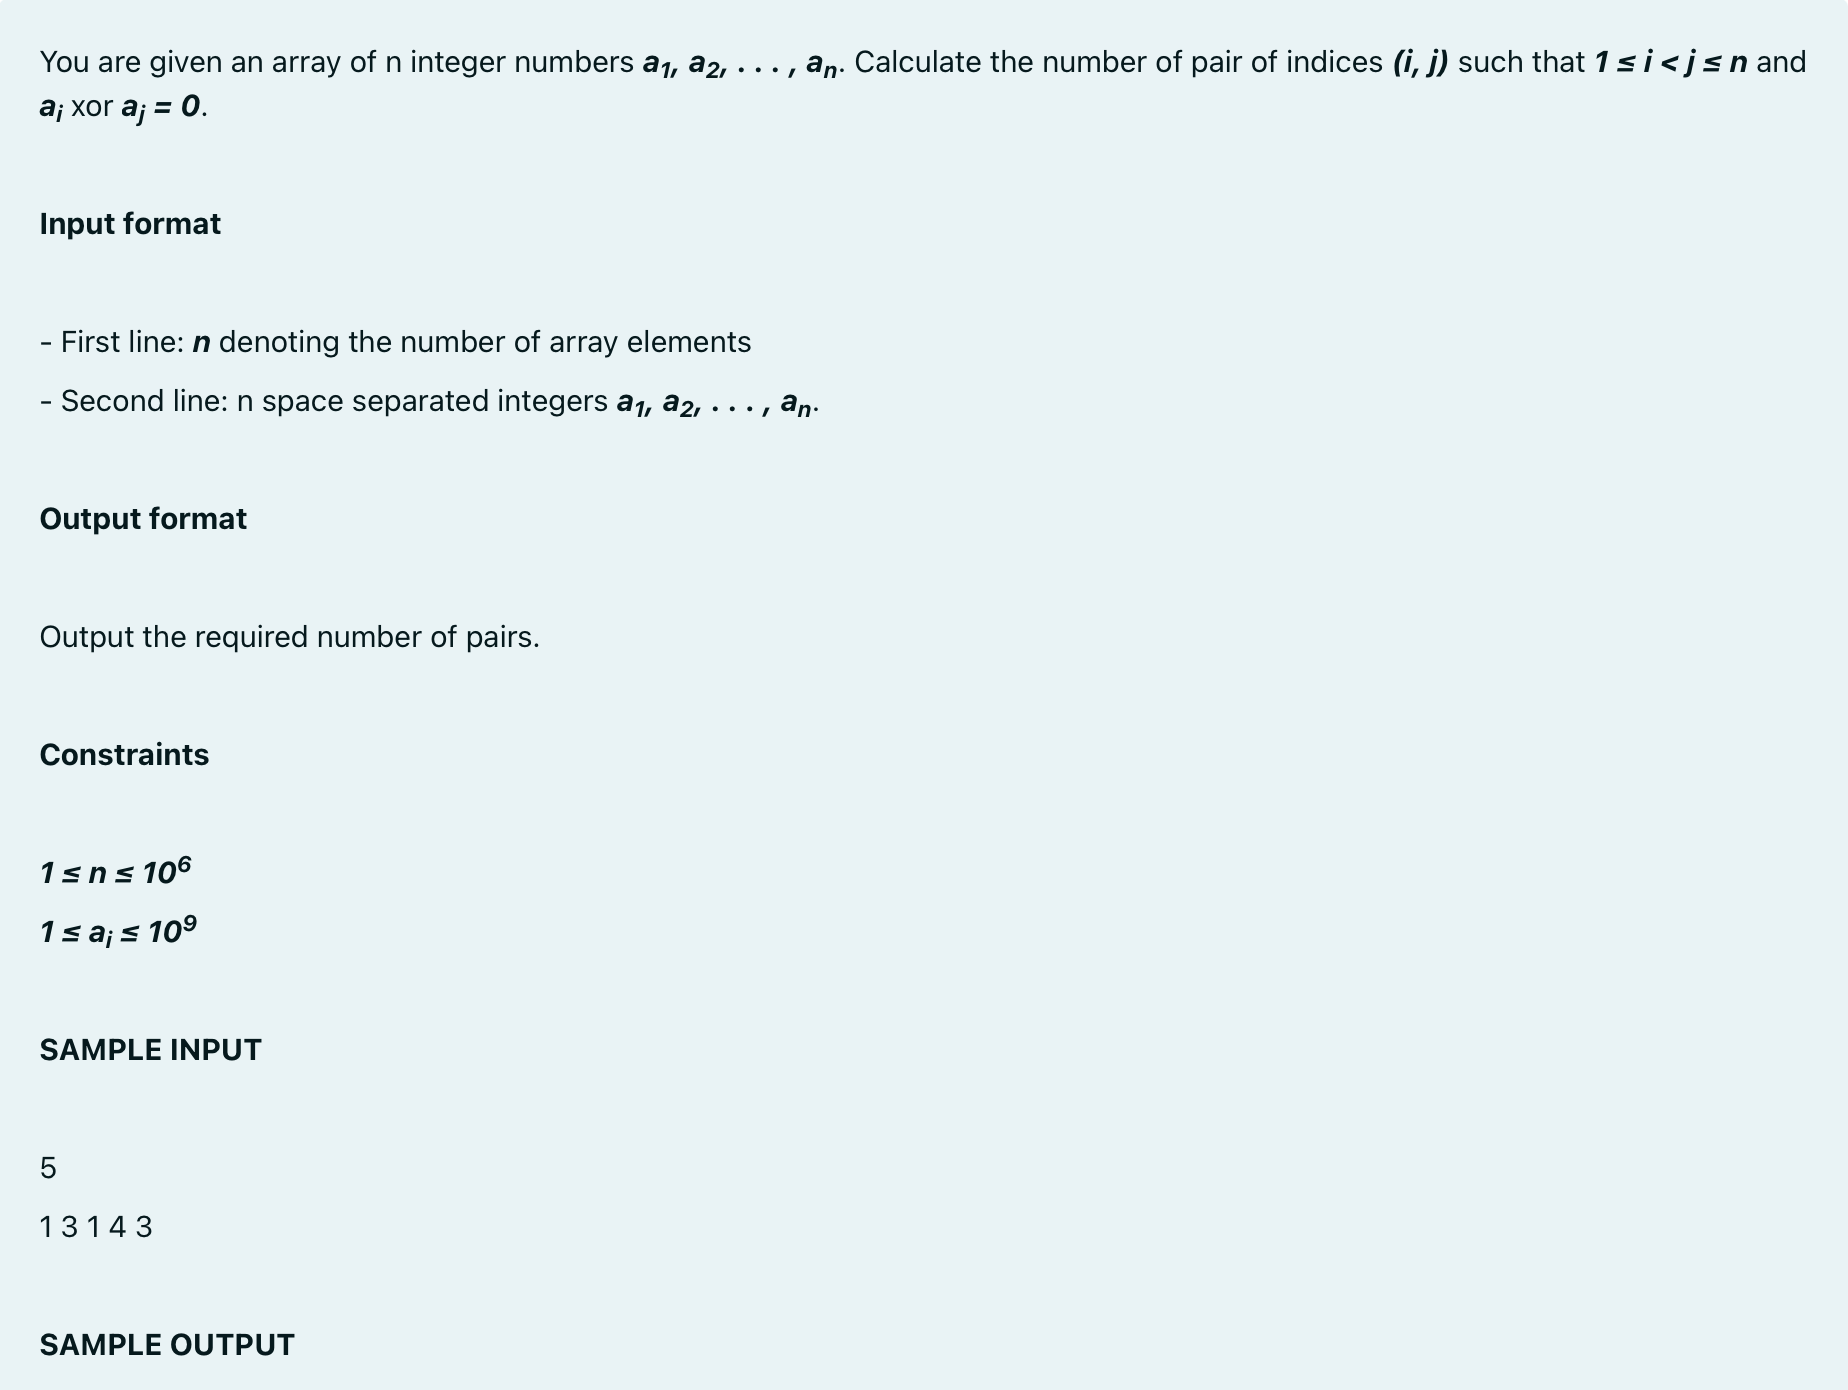 You are given an array of n integer numbers a1, a2, . . . , an. Calculate the number of pair of indices (i, j) such that 1 ≤ i < j ≤ n and
ai xor aj = 0.
Input format
- First line: n denoting the number of array elements
- Second line: n space separated integers a1, a2, . . . , an.
Output format
Output the required number of pairs.
Constraints
1 ≤ n ≤ 10^6
1 ≤ ai ≤ 10^9
SAMPLE INPUT
5
1 3 1 4 3
SAMPLE OUTPUT